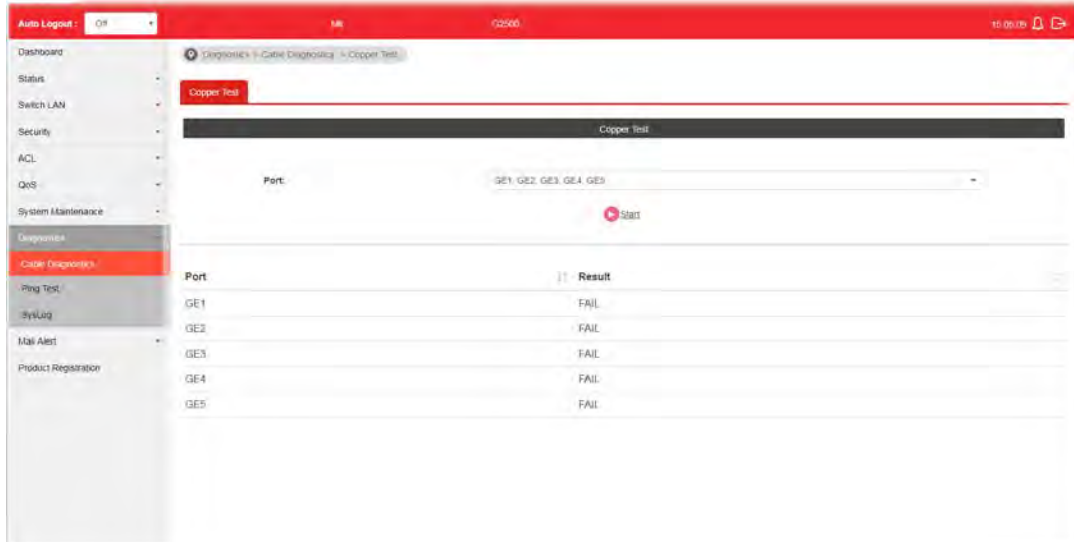 Auto Logout : Off G2500
Dashboard
Diagnostics > Cable Diagnostics > Copper Test
Status
Copper Test
Switch LAN
Security
Copper Test
ACL
Port: GE1, GE2, GE3, GE4, GE5
QoS
System Maintenance
Start
Diagnostics
Cable Diagnostics
Port Result
Ping Test
GE1 FAIL
SysLog
GE2 FAIL
Mail Alert
GE3 FAIL
Product Registration
GE4 FAIL
GE5 FAIL